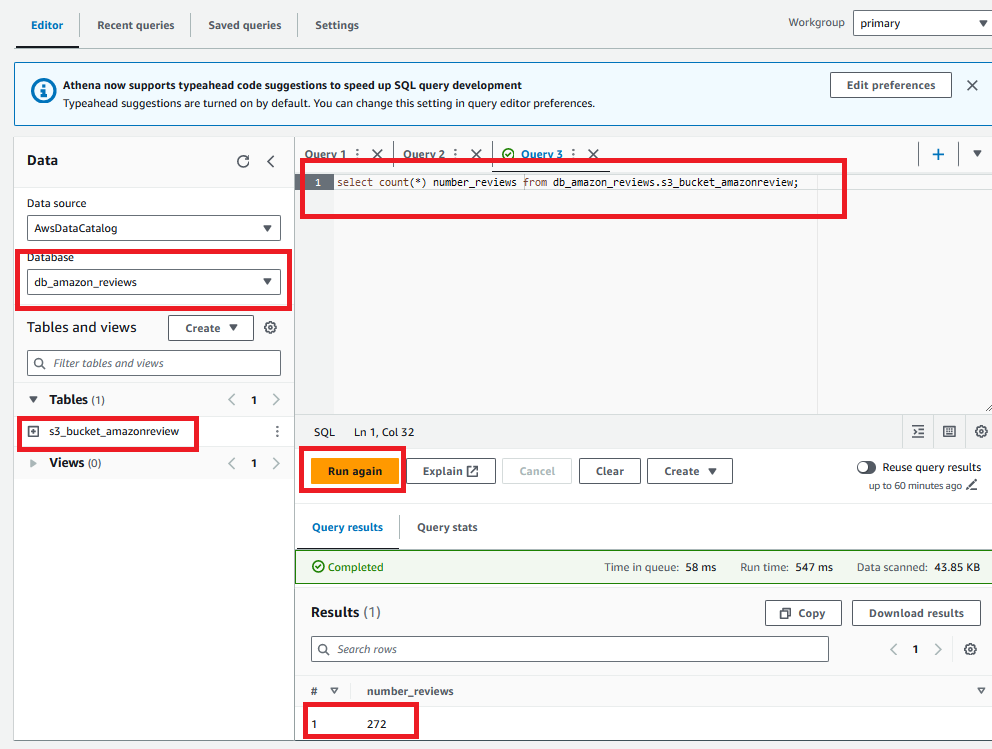 Editor Recent queries Saved queries Settings Workgroup primary
Athena now supports typeahead code suggestions to speed up SQL query development
Typeahead suggestions are turned on by default. You can change this setting in query editor preferences.
Edit preferences
Data
Data source
AwsDataCatalog
Database
db_amazon_reviews
Tables and views Create
Filter tables and views
Tables (1) 1
s3_bucket_amazonreview
Views (0) 1
Query 1 Query 2 Query 3
1 select count(*) number_reviews from db_amazon_reviews.s3_bucket_amazonreview;
SQL Ln 1, Col 32
Run again Explain Cancel Clear Create
Reuse query results
up to 60 minutes ago
Query results Query stats
Completed Time in queue: 58 ms Run time: 547 ms Data scanned: 43.85 KB
Results (1) Copy Download results
Search rows 1
# number_reviews
1 272